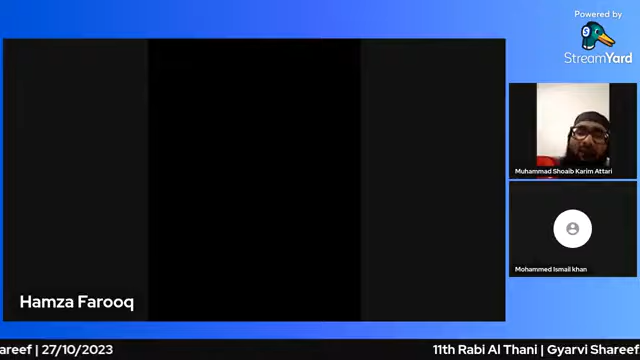 Powered by
StreamYard
Muhammad Shoaib Karim Attari
Mohammed Ismail khan
Hamza Farooq
areef | 27/10/2023
11th Rabi Al Thani | Gyarvi Shareef